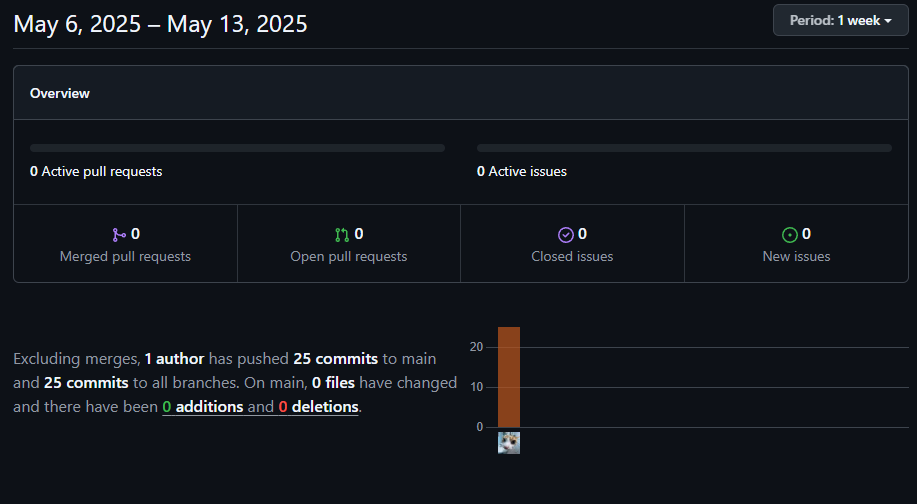 May 6, 2025 – May 13, 2025
Period: 1 week
Overview
0 Active pull requests
0 Active issues
0
Merged pull requests
0
Open pull requests
0
Closed issues
0
New issues
Excluding merges, 1 author has pushed 25 commits to main
and 25 commits to all branches. On main, 0 files have changed
and there have been 0 additions and 0 deletions.
20
10
0